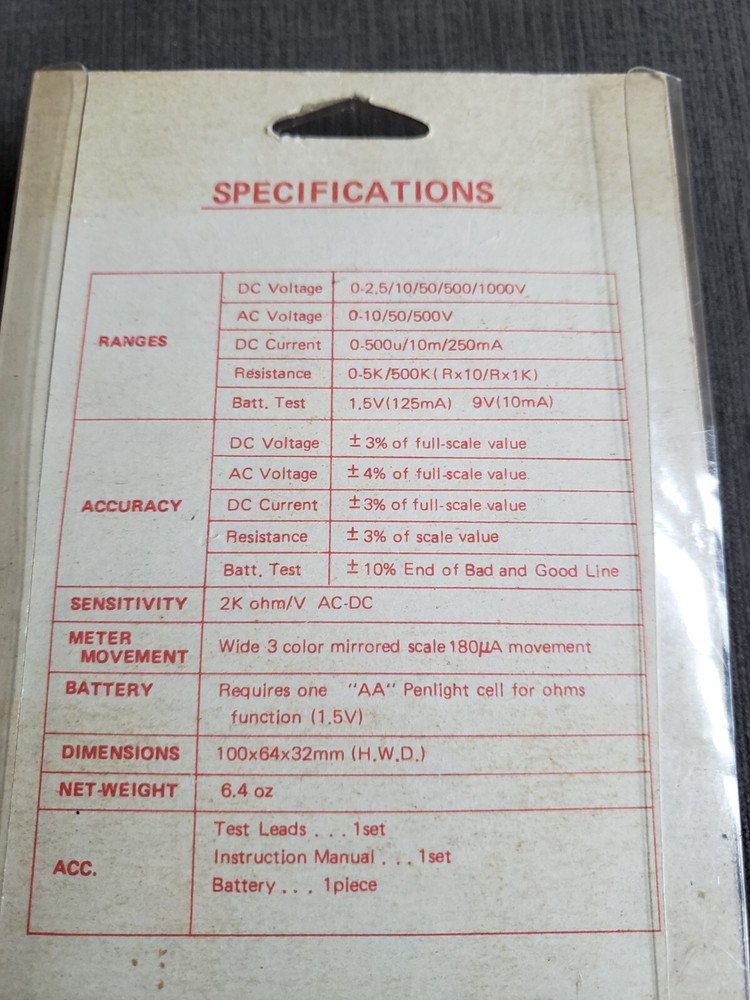 SPECIFICATIONS
RANGES
DC Voltage 0-2.5/10/50/500/1000V
AC Voltage 0-10/50/500V
DC Current 0-500u/10m/250mA
Resistance 0-5K/500K(Rx10/Rx1K)
Batt. Test 1.5V(125mA) 9V(10mA)
ACCURACY
DC Voltage ±3% of full-scale value
AC Voltage ±4% of full-scale value
DC Current ±3% of full-scale value
Resistance ±3% of scale value
Batt. Test ±10% End of Bad and Good Line
SENSITIVITY 2K ohm/V AC-DC
METER
MOVEMENT Wide 3 color mirrored scale 180μA movement
BATTERY Requires one "AA" Penlight cell for ohms
function (1.5V)
DIMENSIONS 100x64x32mm (H.W.D.)
NET-WEIGHT 6.4 oz
ACC.
Test Leads . . . 1set
Instruction Manual . . . 1set
Battery . . . 1piece